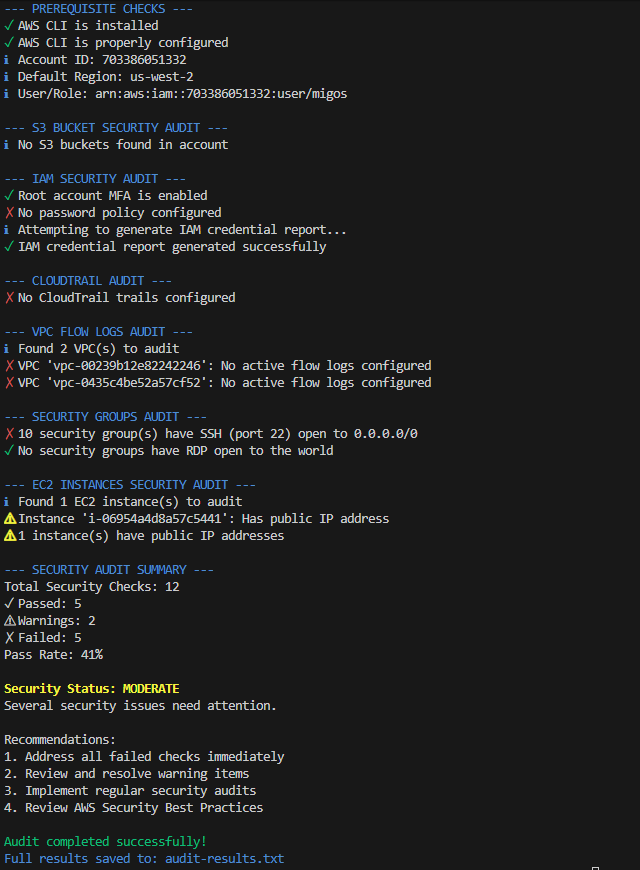 --- PREREQUISITE CHECKS ---
✓ AWS CLI is installed
✓ AWS CLI is properly configured
ℹ Account ID: 703386051332
ℹ Default Region: us-west-2
ℹ User/Role: arn:aws:iam::703386051332:user/migos
--- S3 BUCKET SECURITY AUDIT ---
ℹ No S3 buckets found in account
--- IAM SECURITY AUDIT ---
✓ Root account MFA is enabled
✗ No password policy configured
ℹ Attempting to generate IAM credential report...
✓ IAM credential report generated successfully
--- CLOUDTRAIL AUDIT ---
✗ No CloudTrail trails configured
--- VPC FLOW LOGS AUDIT ---
ℹ Found 2 VPC(s) to audit
✗ VPC 'vpc-00239b12e82242246': No active flow logs configured
✗ VPC 'vpc-0435c4be52a57cf52': No active flow logs configured
--- SECURITY GROUPS AUDIT ---
✗ 10 security group(s) have SSH (port 22) open to 0.0.0.0/0
✓ No security groups have RDP open to the world
--- EC2 INSTANCES SECURITY AUDIT ---
ℹ Found 1 EC2 instance(s) to audit
⚠ Instance 'i-06954a4d8a57c5441': Has public IP address
⚠ 1 instance(s) have public IP addresses
--- SECURITY AUDIT SUMMARY ---
Total Security Checks: 12
✓ Passed: 5
⚠ Warnings: 2
✗ Failed: 5
Pass Rate: 41%
Security Status: MODERATE
Several security issues need attention.
Recommendations:
1. Address all failed checks immediately
2. Review and resolve warning items
3. Implement regular security audits
4. Review AWS Security Best Practices
Audit completed successfully!
Full results saved to: audit-results.txt